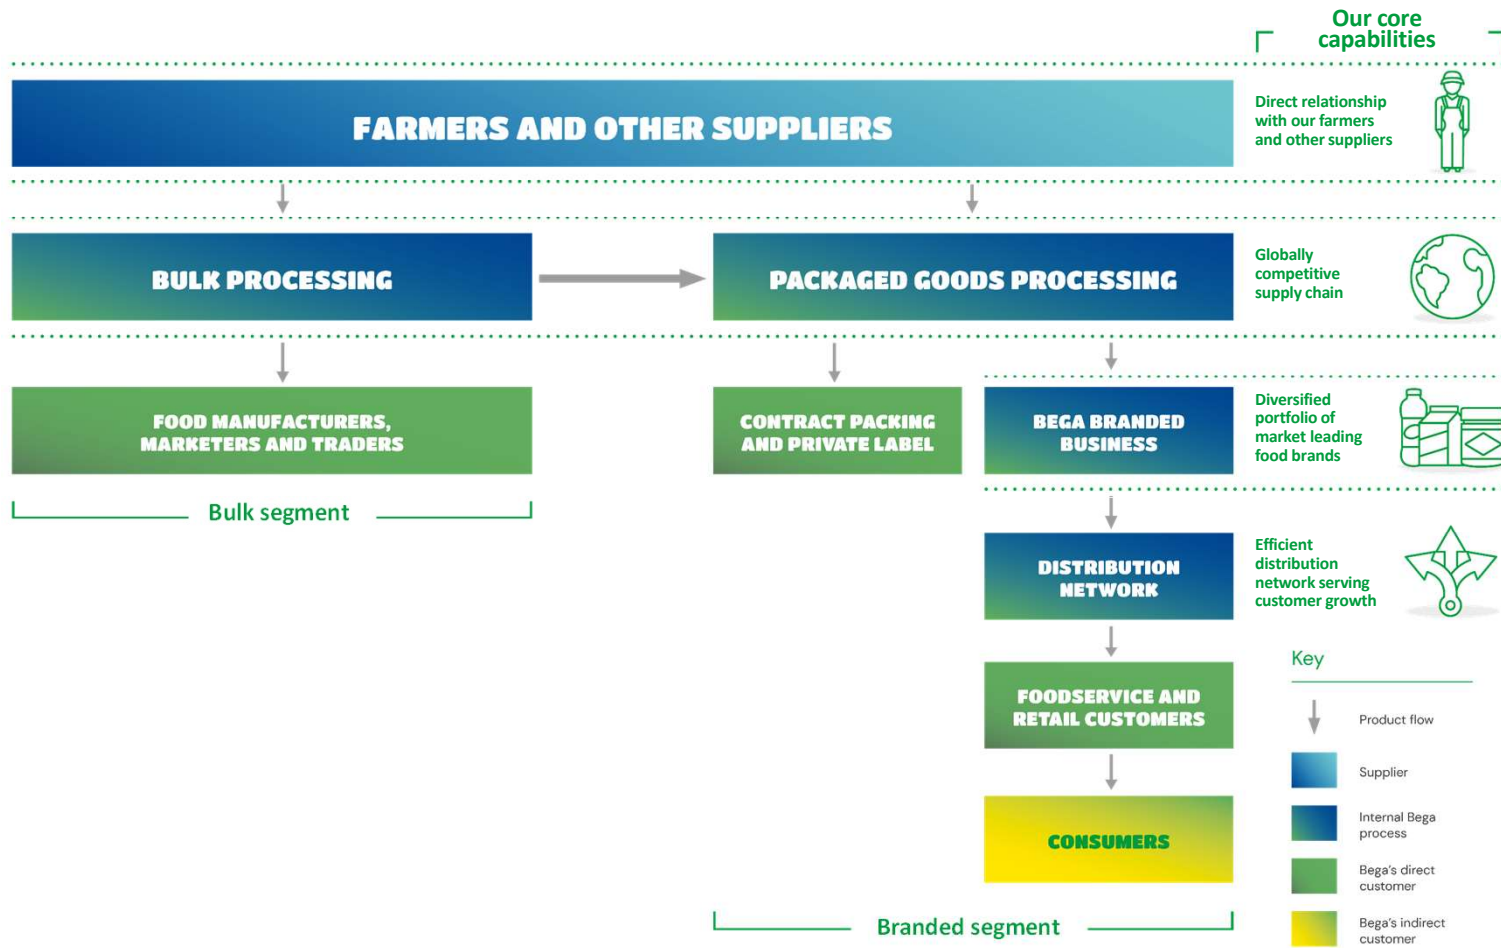 Our core
capabilities
FARMERS AND OTHER SUPPLIERS
Direct relationship
with our farmers
and other suppliers
BULK PROCESSING
PACKAGED GOODS PROCESSING
Globally
competitive
supply chain
FOOD MANUFACTURERS,
MARKETERS AND TRADERS
CONTRACT PACKING
AND PRIVATE LABEL
BEGA BRANDED
BUSINESS
Diversified
portfolio of
market leading
food brands
Bulk segment
DISTRIBUTION
NETWORK
Efficient
distribution
network serving
customer growth
FOODSERVICE AND
RETAIL CUSTOMERS
CONSUMERS
Branded segment
Key
Product flow
Supplier
Internal Bega
process
Bega's direct
customer
Bega's indirect
customer